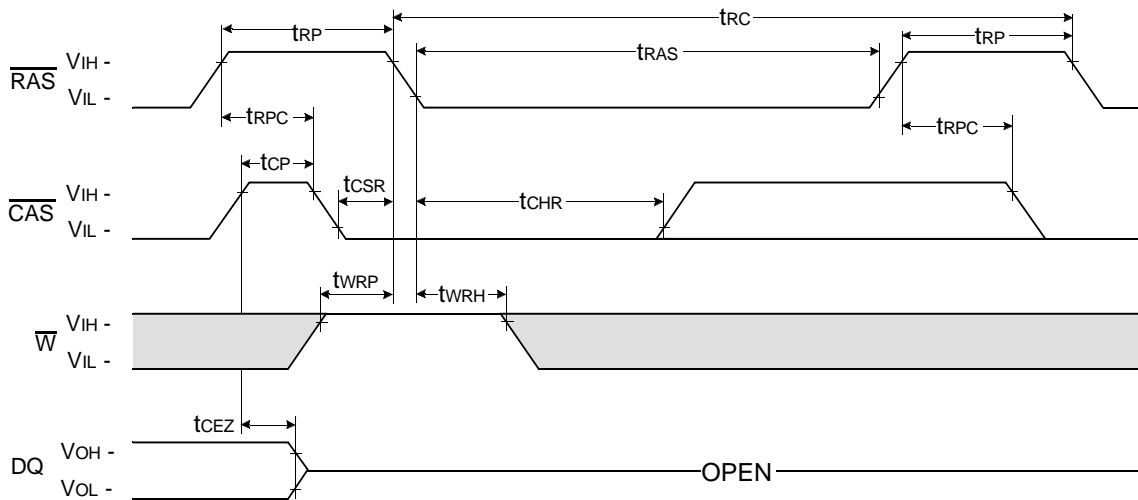 tRC
tRP
tRAS
tRP
RAS
VIH -
VIL -
tRPC
tRPC
tCP
tCSR
tCHR
CAS
VIH -
VIL -
tWRP
tWRH
W
VIH -
VIL -
tCEZ
DQ
VOH -
VOL -
OPEN